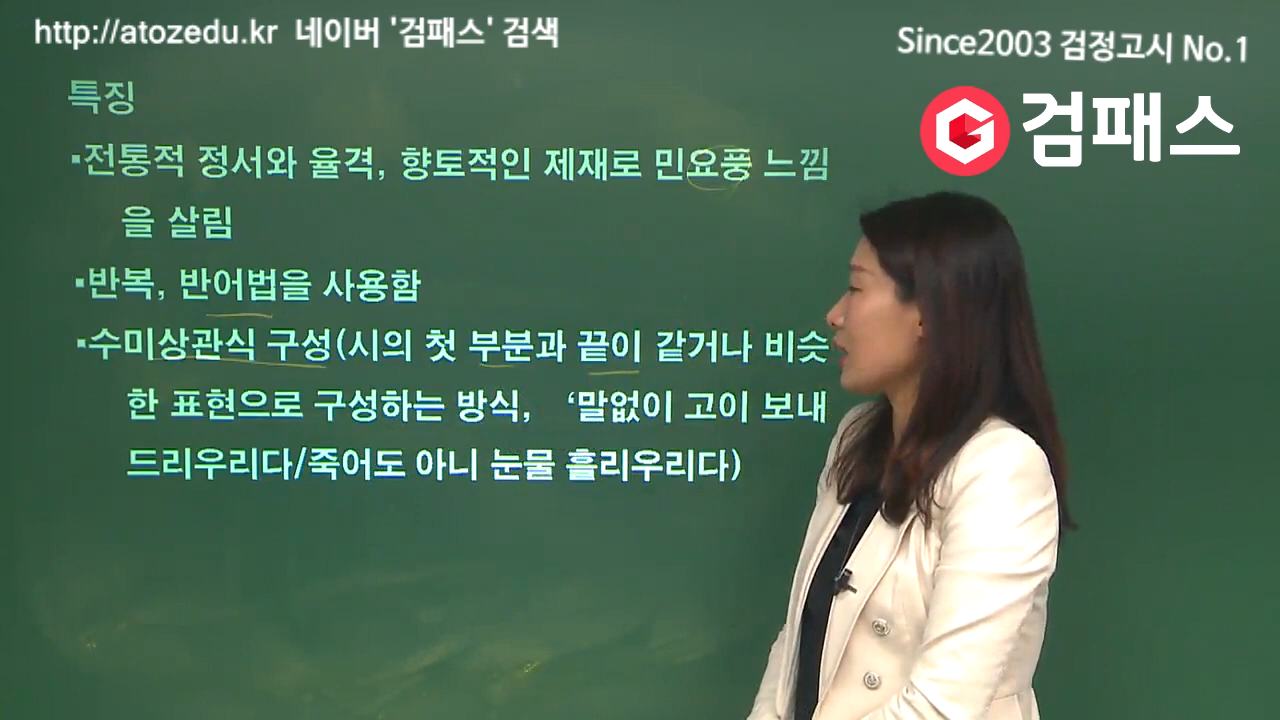 http://atozedu.kr 네이버 '검패스' 검색
Since2003 검정고시 No.1
검패스
특징
▪전통적 정서와 율격, 향토적인 제재로 민요풍 느낌
을 살림
▪반복, 반어법을 사용함
▪수미상관식 구성(시의 첫 부분과 끝이 같거나 비슷
한 표현으로 구성하는 방식, ‘말없이 고이 보내
드리우리다/죽어도 아니 눈물 흘리우리다)